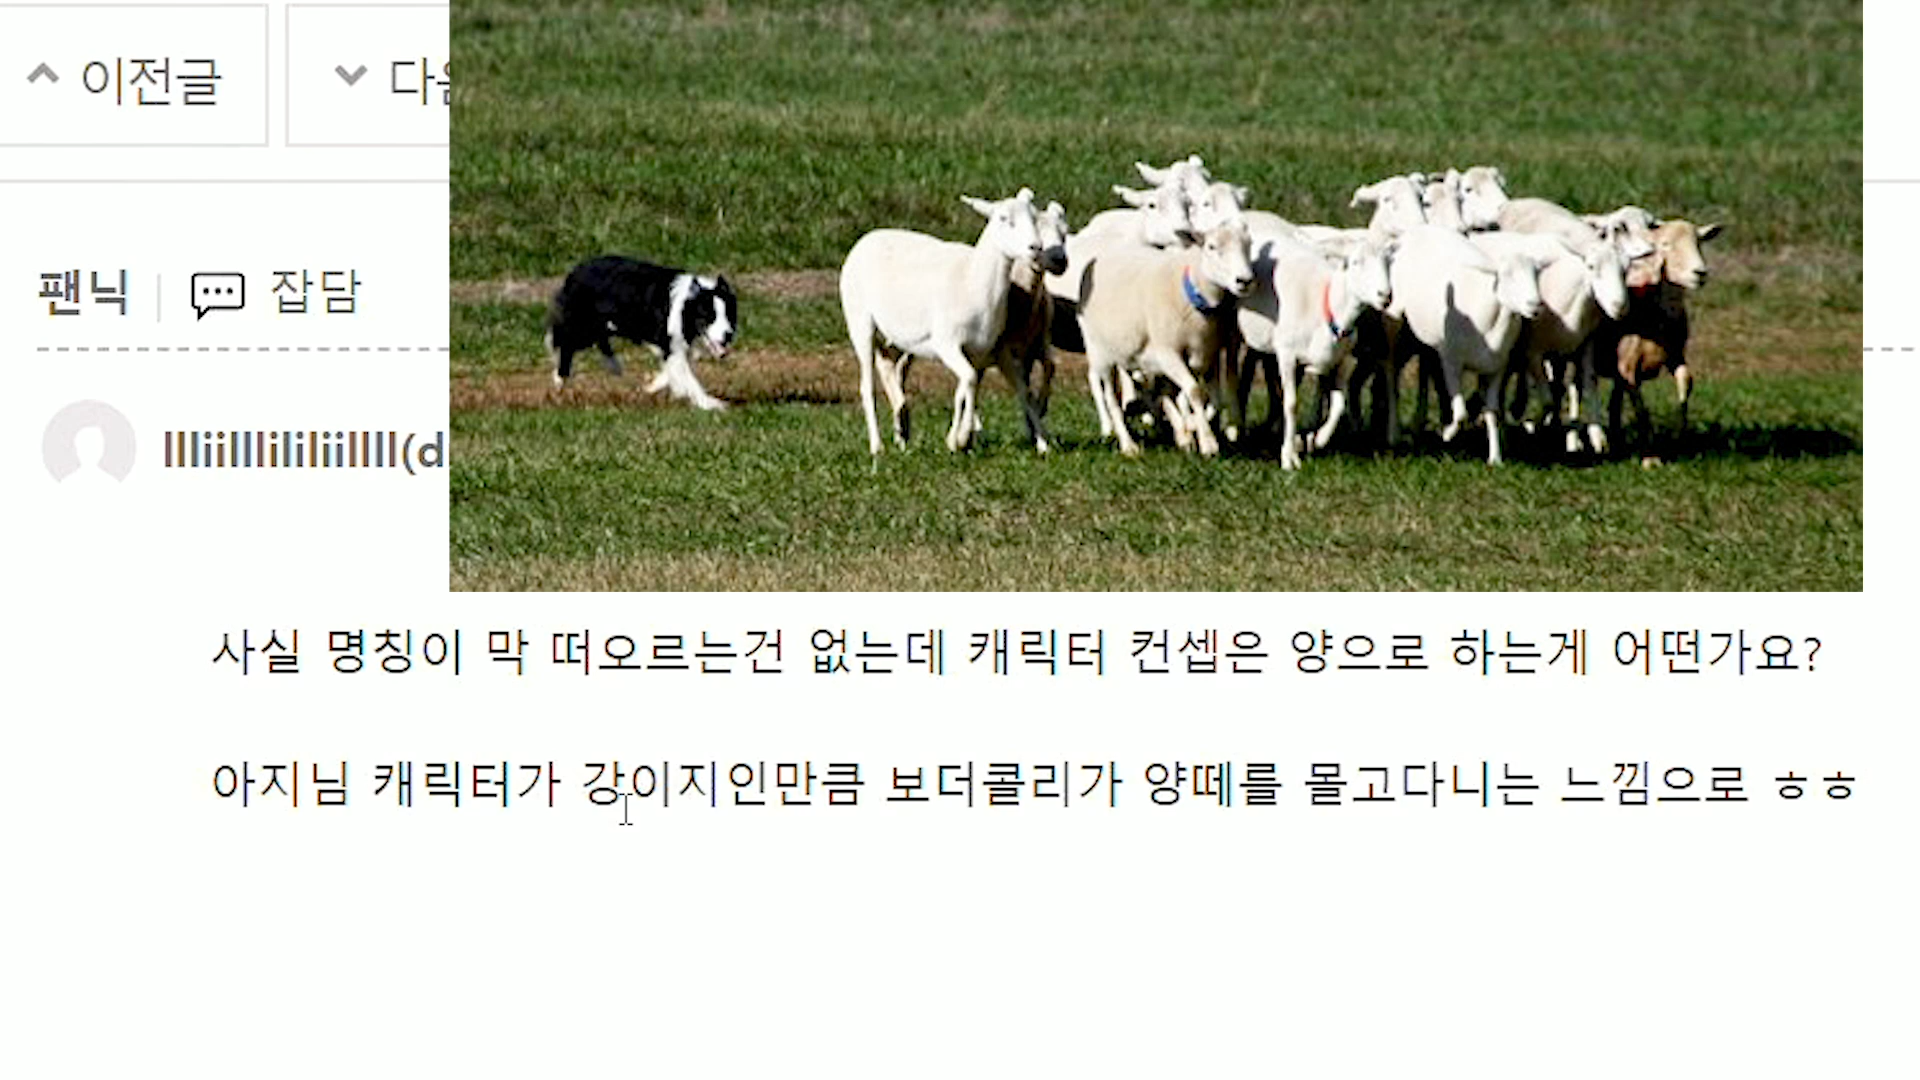 이전글
팬닉
잡담
사실 명칭이 막 떠오르는건 없는데 캐릭터 컨셉은 양으로 하는게 어떤가요?
아지님 캐릭터가 강이지인만큼 보더콜리가 양떼를 몰고다니는 느낌으로 ㅎㅎ